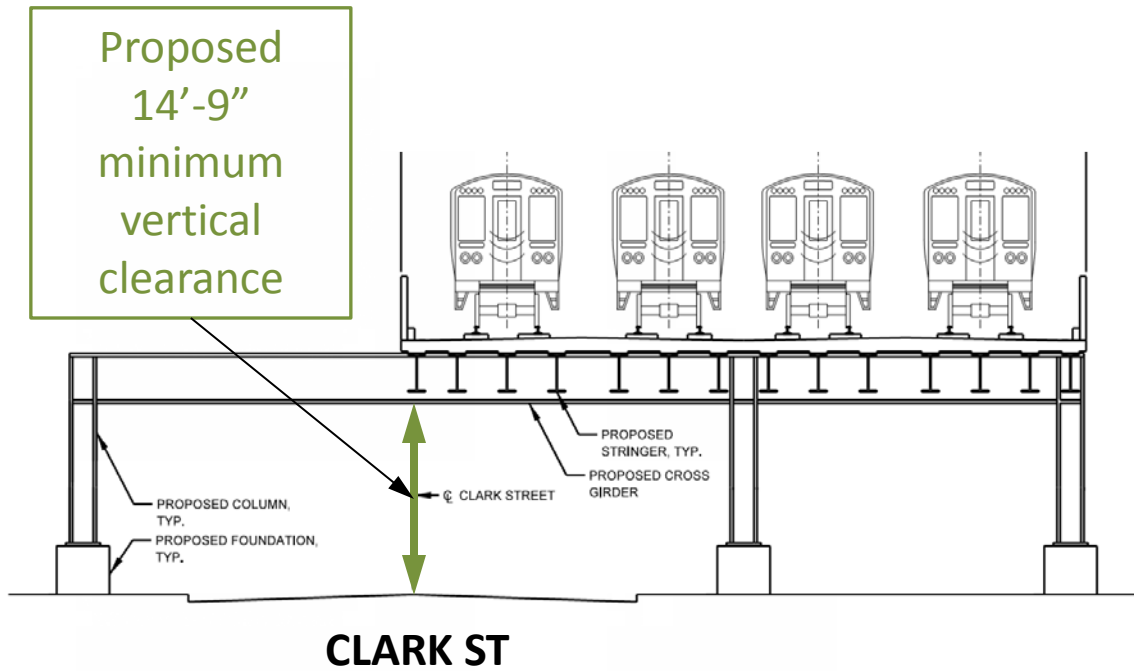 Proposed
14’-9”
minimum
vertical
clearance
PROPOSED
STRINGER, TYP.
PROPOSED CROSS
GIRDER
℄ CLARK STREET
PROPOSED COLUMN,
TYP.
PROPOSED FOUNDATION,
TYP.
CLARK ST